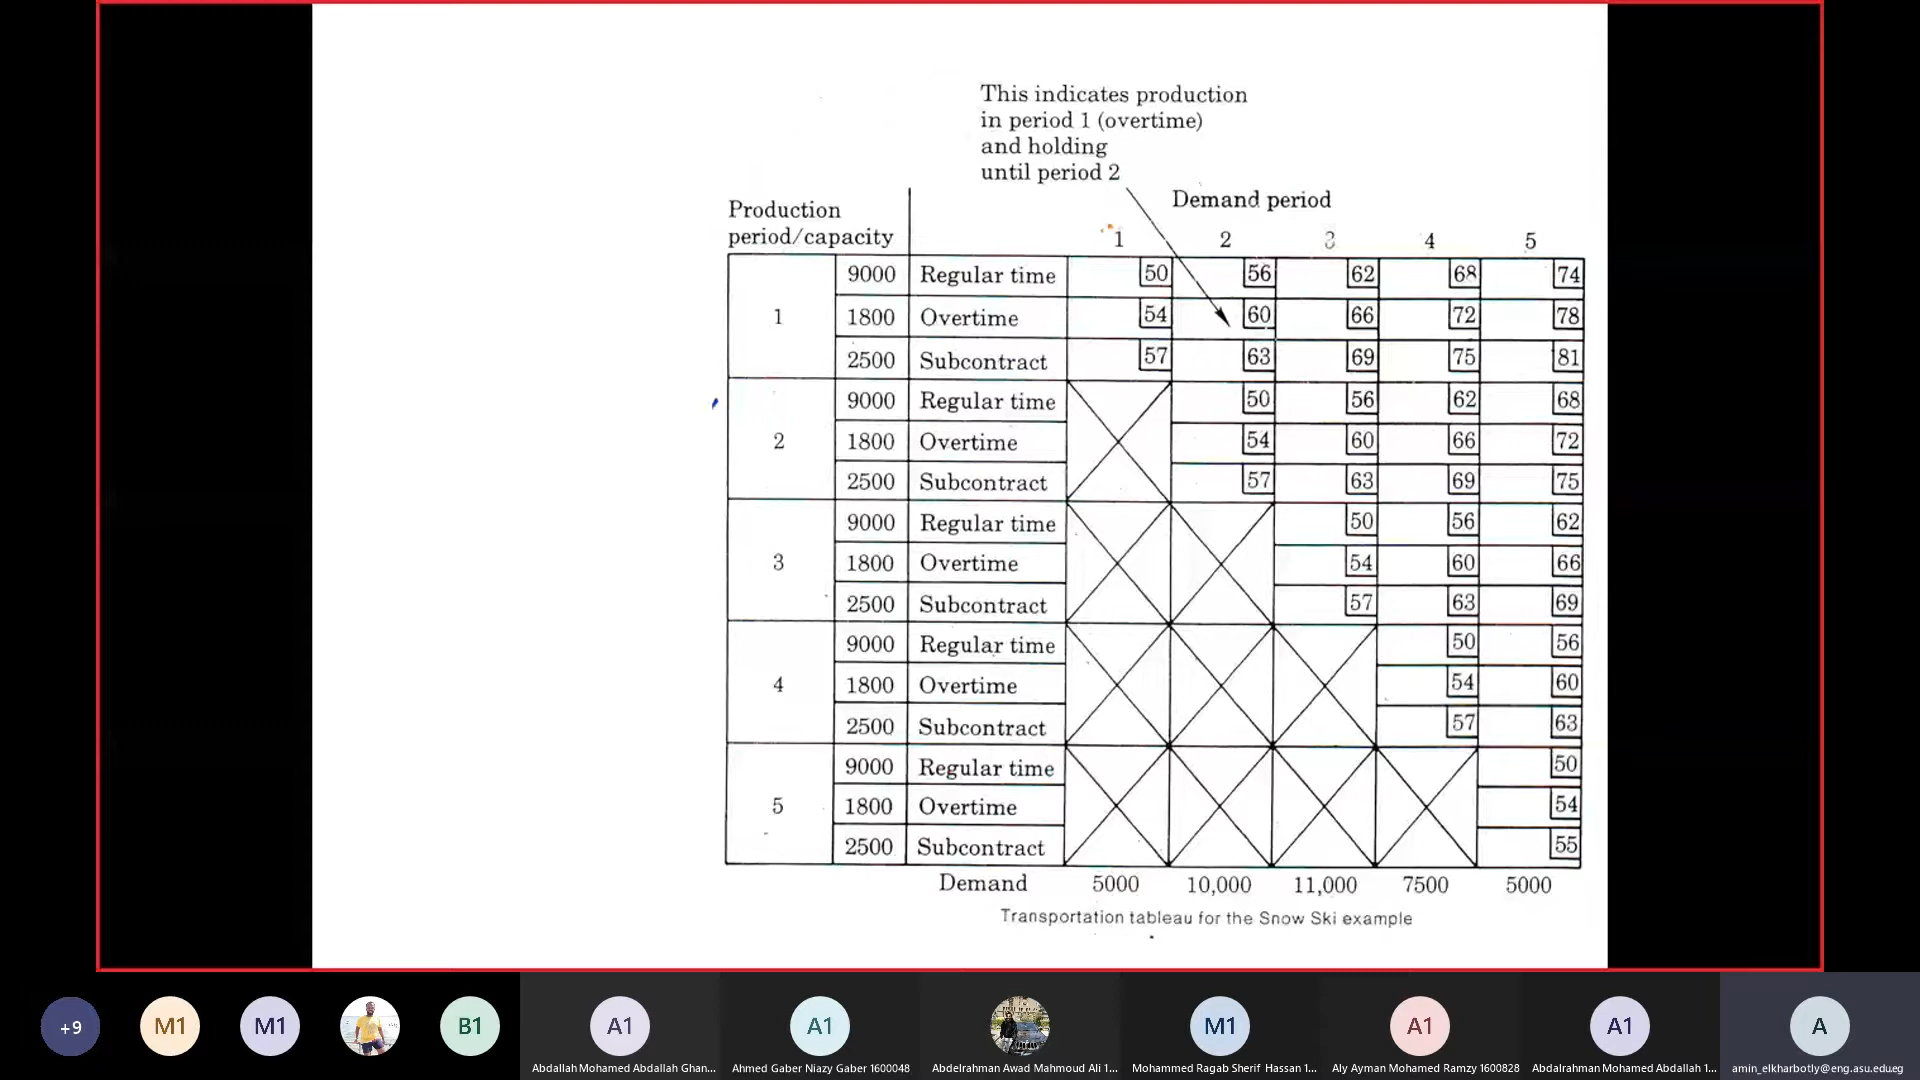 This indicates production
in period 1 (overtime)
and holding
until period 2
Demand period
Production
period/capacity
1 2 3 4 5
1
9000 Regular time 50 56 62 68 74
1800 Overtime 54 60 66 72 78
2500 Subcontract 57 63 69 75 81
2
9000 Regular time 50 56 62 68
1800 Overtime 54 60 66 72
2500 Subcontract 57 63 69 75
3
9000 Regular time 50 56 62
1800 Overtime 54 60 66
2500 Subcontract 57 63 69
4
9000 Regular time 50 56
1800 Overtime 54 60
2500 Subcontract 57 63
5
9000 Regular time 50
1800 Overtime 54
2500 Subcontract 55
Demand 5000 10,000 11,000 7500 5000
Transportation tableau for the Snow Ski example
+9 M1 M1 B1 A1 A1 M1 A1 A1 A
Abdallah Mohamed Abdallah Ghan... Ahmed Gaber Niazy Gaber 1600048 Abdelrahman Awad Mahmoud Ali 1... Mohammed Ragab Sherif Hassan 1... Aly Ayman Mohamed Ramzy 1600828 Abdalrahman Mohamed Abdallah 1... amin_elkharbotly@eng.asu.edu.eg